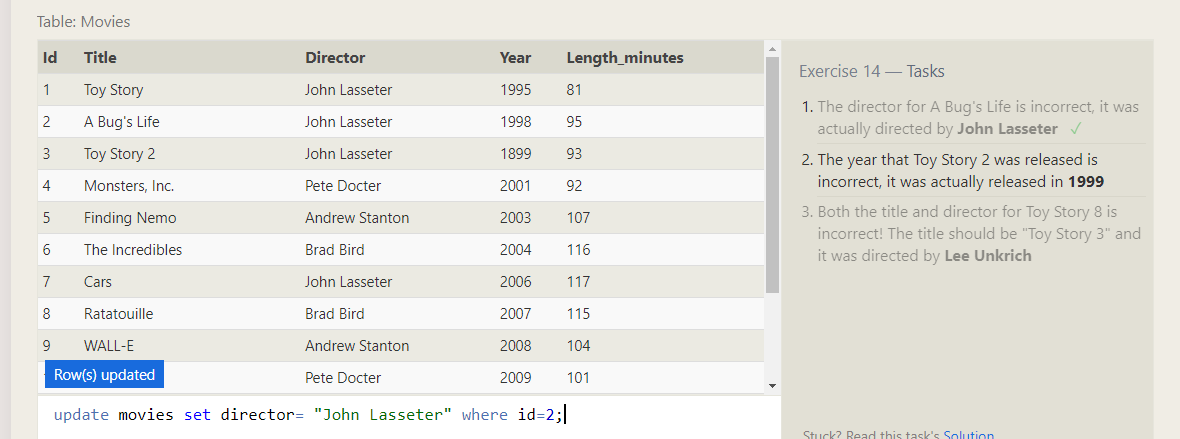 Table: Movies
Id Title Director Year Length_minutes
1 Toy Story John Lasseter 1995 81
2 A Bug's Life John Lasseter 1998 95
3 Toy Story 2 John Lasseter 1899 93
4 Monsters, Inc. Pete Docter 2001 92
5 Finding Nemo Andrew Stanton 2003 107
6 The Incredibles Brad Bird 2004 116
7 Cars John Lasseter 2006 117
8 Ratatouille Brad Bird 2007 115
9 WALL-E Andrew Stanton 2008 104
Pete Docter 2009 101
Row(s) updated
update movies set director= "John Lasseter" where id=2;
Exercise 14 — Tasks
1. The director for A Bug's Life is incorrect, it was
actually directed by John Lasseter ✓
2. The year that Toy Story 2 was released is
incorrect, it was actually released in 1999
3. Both the title and director for Toy Story 8 is
incorrect! The title should be "Toy Story 3" and
it was directed by Lee Unkrich
Stuck? Read this task's Solution